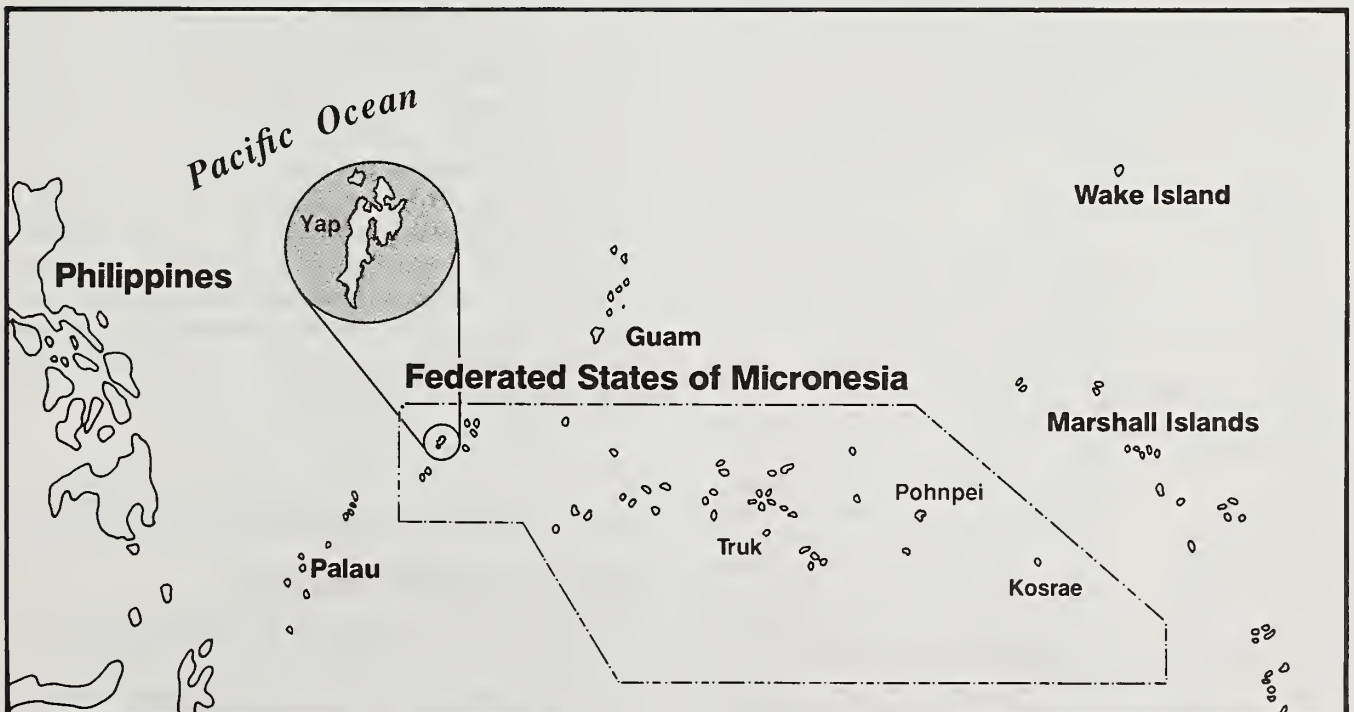 Pacific Ocean
Wake Island
Yap
Philippines
Guam
Federated States of Micronesia
Marshall Islands
Pohnpei
Truk
Palau
Kosrae